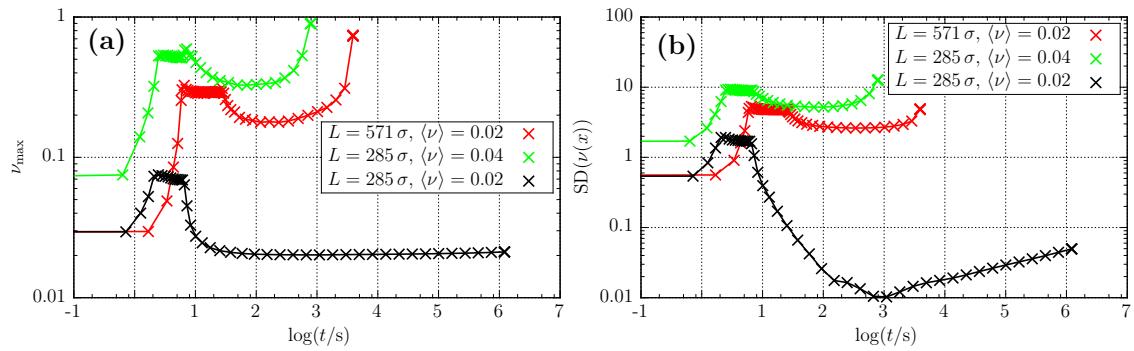 (a)
1
0.1
0.01
ν_max
L = 571 σ, ⟨ν⟩ = 0.02
L = 285 σ, ⟨ν⟩ = 0.04
L = 285 σ, ⟨ν⟩ = 0.02
-1 0 1 2 3 4 5 6 7
log(t/s)
(b)
L = 571 σ, ⟨ν⟩ = 0.02
L = 285 σ, ⟨ν⟩ = 0.04
L = 285 σ, ⟨ν⟩ = 0.02
100
10
1
0.1
0.01
SD(ν(x))
-1 0 1 2 3 4 5 6 7
log(t/s)